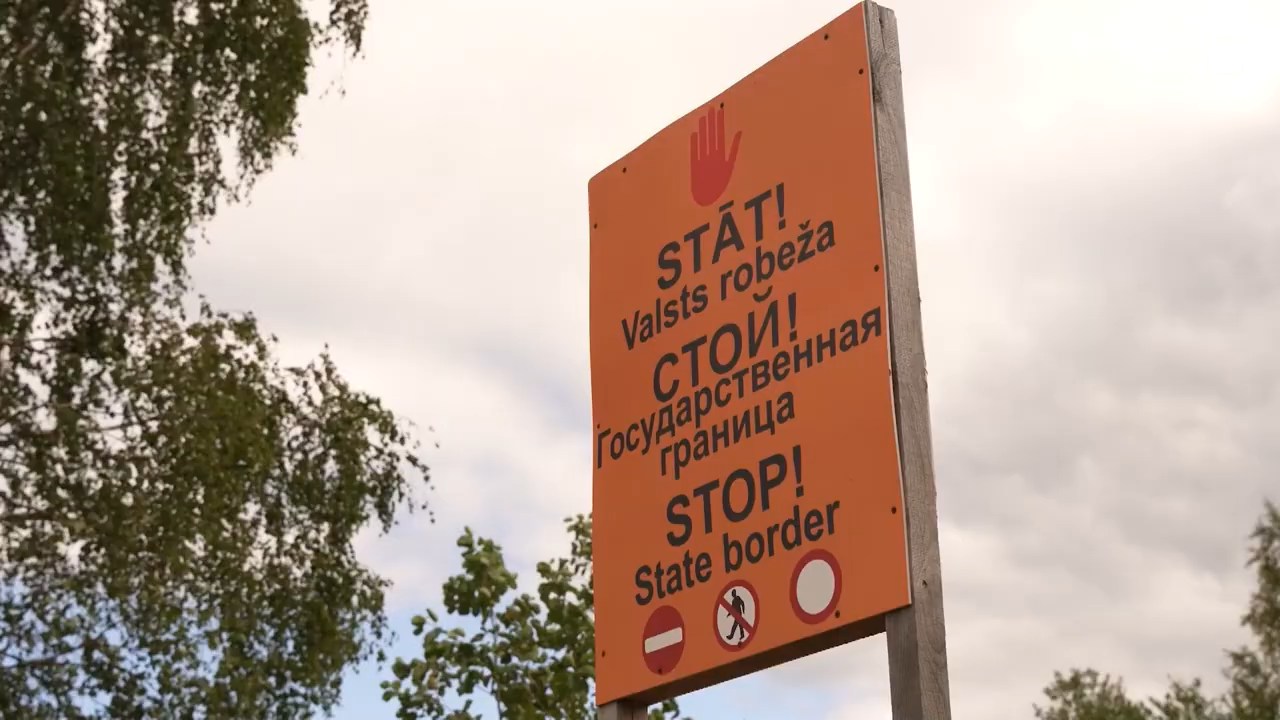 STĀT!
Valsts robeža
СТОЙ!
Государственная
граница
STOP!
State border